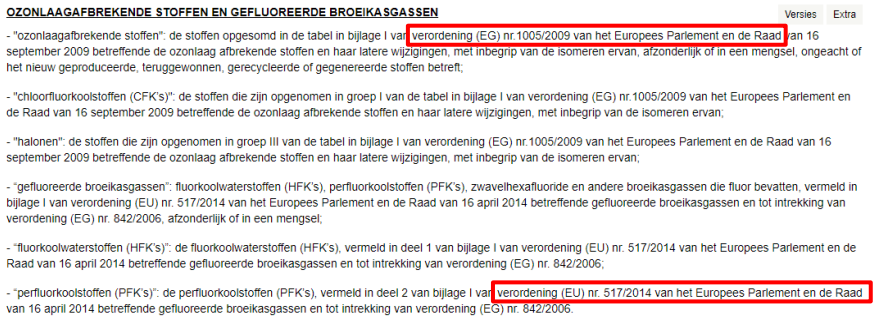 OZONLAAGAFBREKENDE STOFFEN EN GEFLUOREERDE BROEIKASGASSEN
Versies Extra
- "ozonlaagafbrekende stoffen": de stoffen opgesomd in de tabel in bijlage I van verordening (EG) nr.1005/2009 van het Europees Parlement en de Raad van 16
september 2009 betreffende de ozonlaag afbrekende stoffen en haar latere wijzigingen, met inbegrip van de isomeren ervan, afzonderlijk of in een mengsel, ongeacht of
het nieuw geproduceerde, teruggewonnen, gerecycleerde of gegenereerde stoffen betreft;
- "chloorfluorkoolstoffen (CFK's)": de stoffen die zijn opgenomen in groep I van de tabel in bijlage I van verordening (EG) nr.1005/2009 van het Europees Parlement en
de Raad van 16 september 2009 betreffende de ozonlaag afbrekende stoffen en haar latere wijzigingen, met inbegrip van de isomeren ervan;
- "halonen": de stoffen die zijn opgenomen in groep III van de tabel in bijlage I van verordening (EG) nr.1005/2009 van het Europees Parlement en de Raad van 16
september 2009 betreffende de ozonlaag afbrekende stoffen en haar latere wijzigingen, met inbegrip van de isomeren ervan;
- “gefluoreerde broeikasgassen”: fluorkoolwaterstoffen (HFK’s), perfluorkoolstoffen (PFK’s), zwavelhexafluoride en andere broeikasgassen die fluor bevatten, vermeld in
bijlage I van verordening (EU) nr. 517/2014 van het Europees Parlement en de Raad van 16 april 2014 betreffende gefluoreerde broeikasgassen en tot intrekking van
verordening (EG) nr. 842/2006, afzonderlijk of in een mengsel;
- “fluorkoolwaterstoffen (HFK’s)”: de fluorkoolwaterstoffen (HFK), vermeld in deel 1 van bijlage I van verordening (EU) nr. 517/2014 van het Europees Parlement en de
Raad van 16 april 2014 betreffende gefluoreerde broeikasgassen en tot intrekking van verordening (EG) nr. 842/2006;
- “perfluorkoolstoffen (PFK’s)”: de perfluorkoolstoffen (PFK), vermeld in deel 2 van bijlage I van verordening (EU) nr. 517/2014 van het Europees Parlement en de Raad
van 16 april 2014 betreffende gefluoreerde broeikasgassen en tot intrekking van verordening (EG) nr. 842/2006.